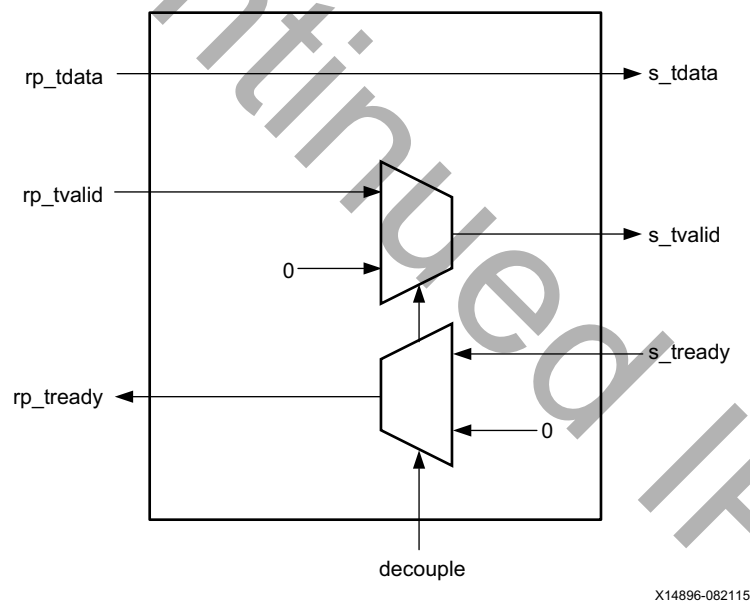 rp_tdata
s_tdata
rp_tvalid
s_tvalid
0
s_tready
rp_tready
0
decouple
X14896-082115